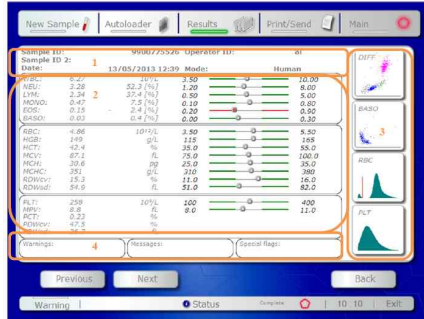 New Sample Autoloader Results Print/Send Main
Sample ID: 9900775526 Operator ID: al
Sample ID 2:
Date: 13/05/2013 12:39 Mode: Human
1
WBC: 6.27 10⁹/L 3.50 10.00
NEU: 3.28 52.3 [%] 1.20 8.00
LYM: 2.34 37.4 [%] 0.50 5.00
MONO: 0.47 7.5 [%] 0.10 0.80
EOS: 0.15 2.4 [%] 0.20 0.90
BASO: 0.03 0.4 [%] 0.00 0.30
2
RBC: 4.86 10¹²/L 3.50 5.50
HGB: 149 g/L 115 165
HCT: 42.4 % 35.0 55.0
MCV: 87.1 fL 75.0 100.0
MCH: 30.6 pg 25.0 35.0
MCHC: 351 g/L 310 380
RDWcv: 15.3 % 11.0 16.0
RDWsd: 54.9 fL 51.0 82.0
PLT: 258 10⁹/L 100 400
MPV: 8.8 fL 8.0 11.0
PCT: 0.23 %
PDWcv: 47.5 %
DIFF
BASO
3
RBC
PLT
Warnings: Messages: Special flags:
4
Previous Next Back
Warning Status Complete 10:10 Exit